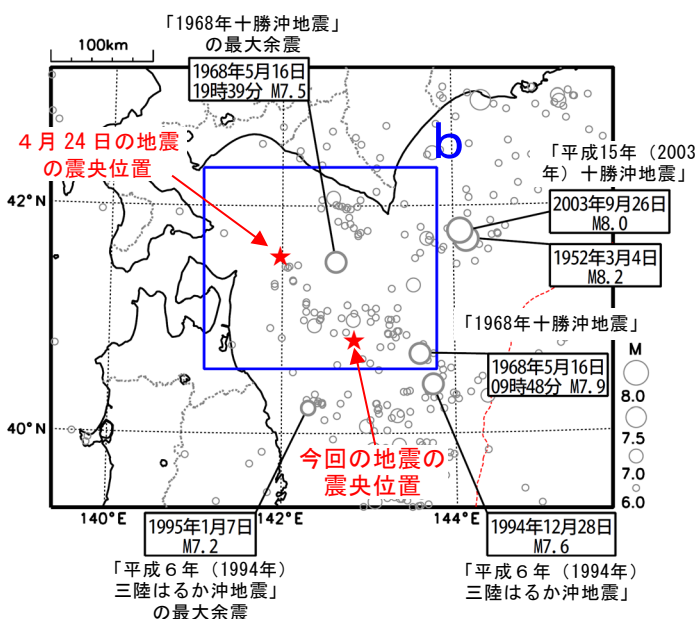 「1968年十勝沖地震」
の最大余震
100km
1968年5月16日
19時39分 M7.5
４月 24 日の地震
の震央位置
b
「平成15年（2003
年）十勝沖地震」
42°N
2003年9月26日
M8.0
1952年3月4日
M8.2
「1968年十勝沖地震」
1968年5月16日
09時48分 M7.9
M
8.0
7.5
7.0
6.0
40°N
今回の地震の
震央位置
140°E
142°E
144°E
1995年1月7日
M7.2
「平成６年（1994年）
三陸はるか沖地震」
の最大余震
1994年12月28日
M7.6
「平成６年（1994年）
三陸はるか沖地震」